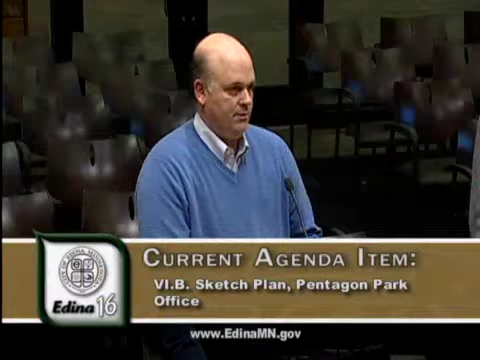 CURRENT AGENDA ITEM:
VI.B. Sketch Plan, Pentagon Park
Office
Edina 16
www.EdinaMN.gov